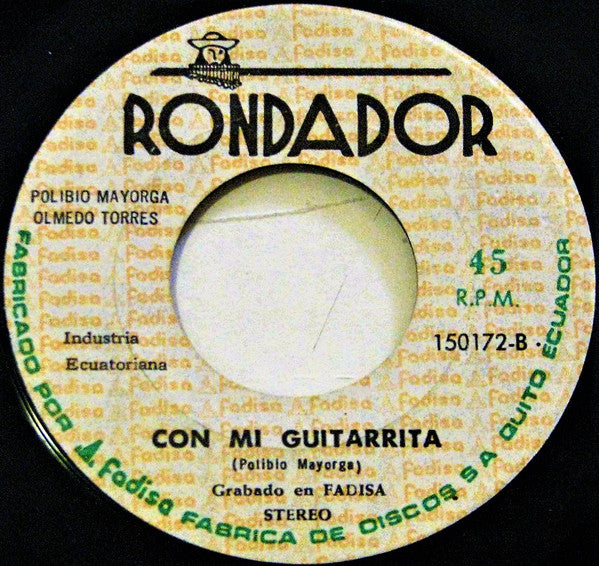 RONDADOR
POLIBIO MAYORGA
OLMEDO TORRES
45
R.P.M.
Industria
Ecuatoriana
150172-B
CON MI GUITARRITA
(Polibio Mayorga)
Grabado en FADISA
STEREO
FABRICADO POR Fadisa FABRICA DE DISCOS S A QUITO ECUADOR